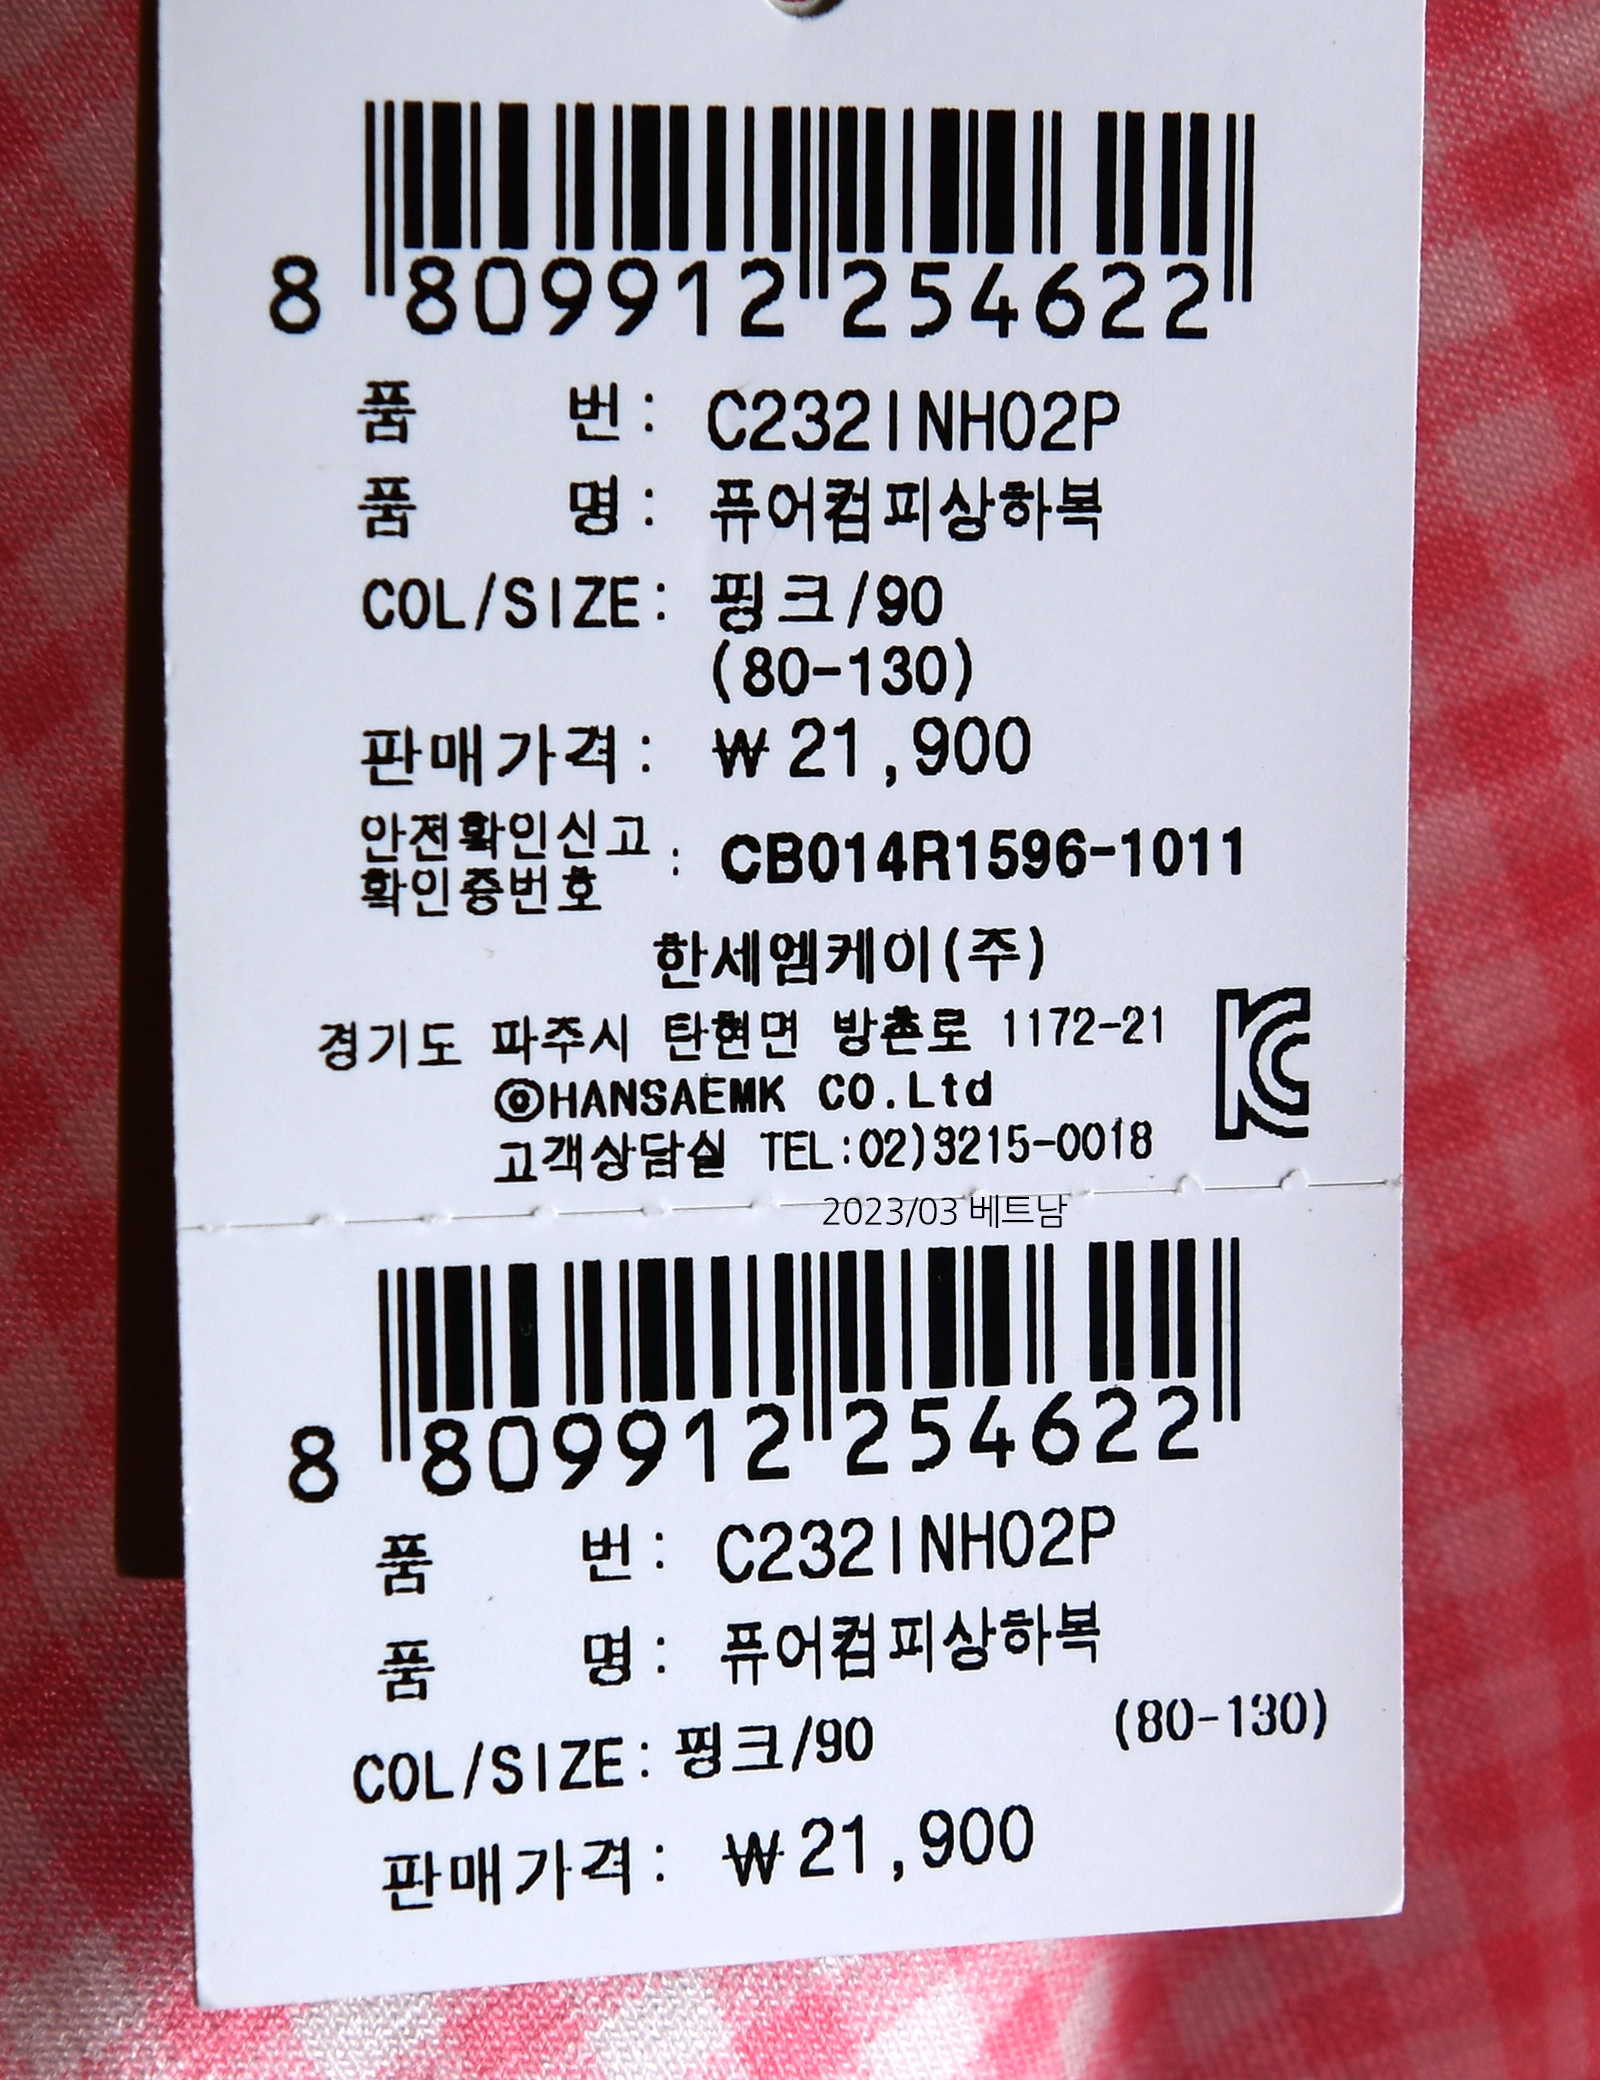 8 809912 254622
품 번: C232INH02P
품 명:퓨어컴피상하복
COL/SIZE: 핑크/90
(80-130)
판매가격: ₩21,900
안전확인신고
확인증번호 : CB014R1596-1011
한세엠케이(주)
경기도 파주시 탄현면 방촌로 1172-21
ⓞHANSAEMK CO.Ltd
고객상담실 TEL:02)3215-0018
2023/03 베트남
8 809912 254622
품 번: C232INH02P
품 명: 퓨어컴피상하복
COL/SIZE: 핑크/90 (80-130)
판매가격: ₩21,900